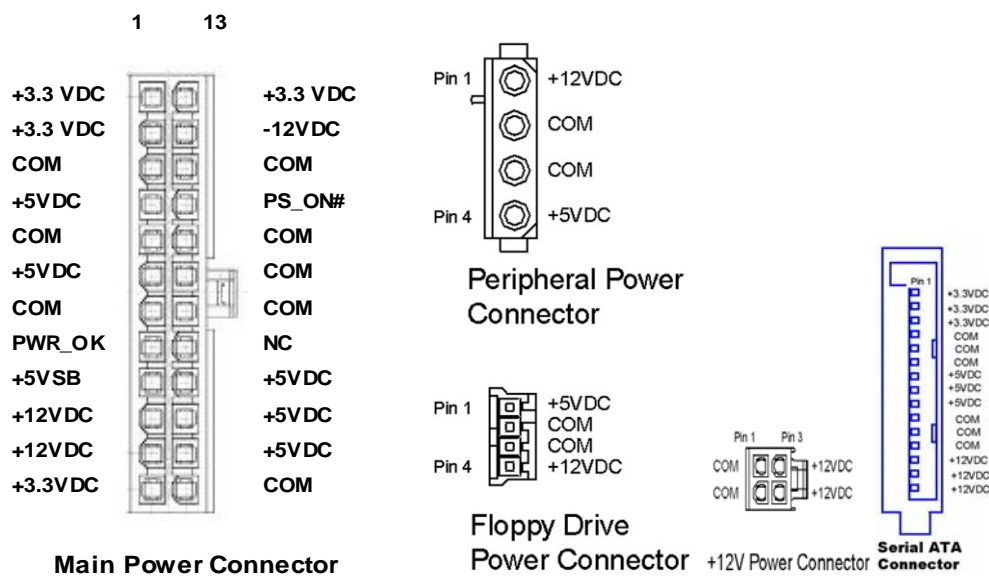 1 13
+3.3 VDC +3.3 VDC
+3.3 VDC -12VDC
COM COM
+5VDC PS_ON#
COM COM
+5VDC COM
COM COM
PWR_OK NC
+5VSB +5VDC
+12VDC +5VDC
+12VDC +5VDC
+3.3VDC COM
Main Power Connector
Pin 1 +12VDC
COM
COM
Pin 4 +5VDC
Peripheral Power
Connector
Pin 1 +5VDC
COM
COM
Pin 4 +12VDC
Floppy Drive
Power Connector
Pin 1 Pin 3
COM +12VDC
COM +12VDC
+12V Power Connector
Pin 1
+3.3VDC
+3.3VDC
+3.3VDC
COM
COM
COM
+5VDC
+5VDC
+5VDC
COM
COM
COM
+12VDC
+12VDC
+12VDC
Serial ATA
Connector